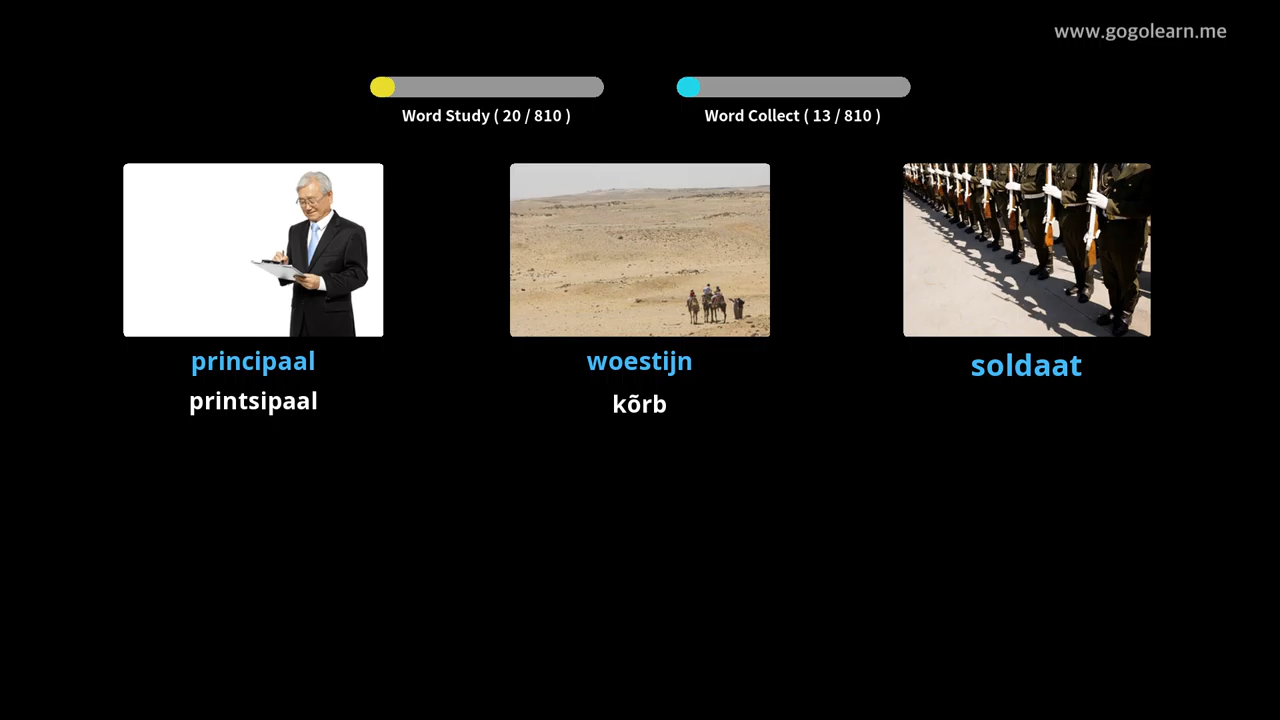 www.gogolearn.me
Word Study ( 20 / 810 )
Word Collect ( 13 / 810 )
principaal
printsipaal
woestijn
kõrb
soldaat